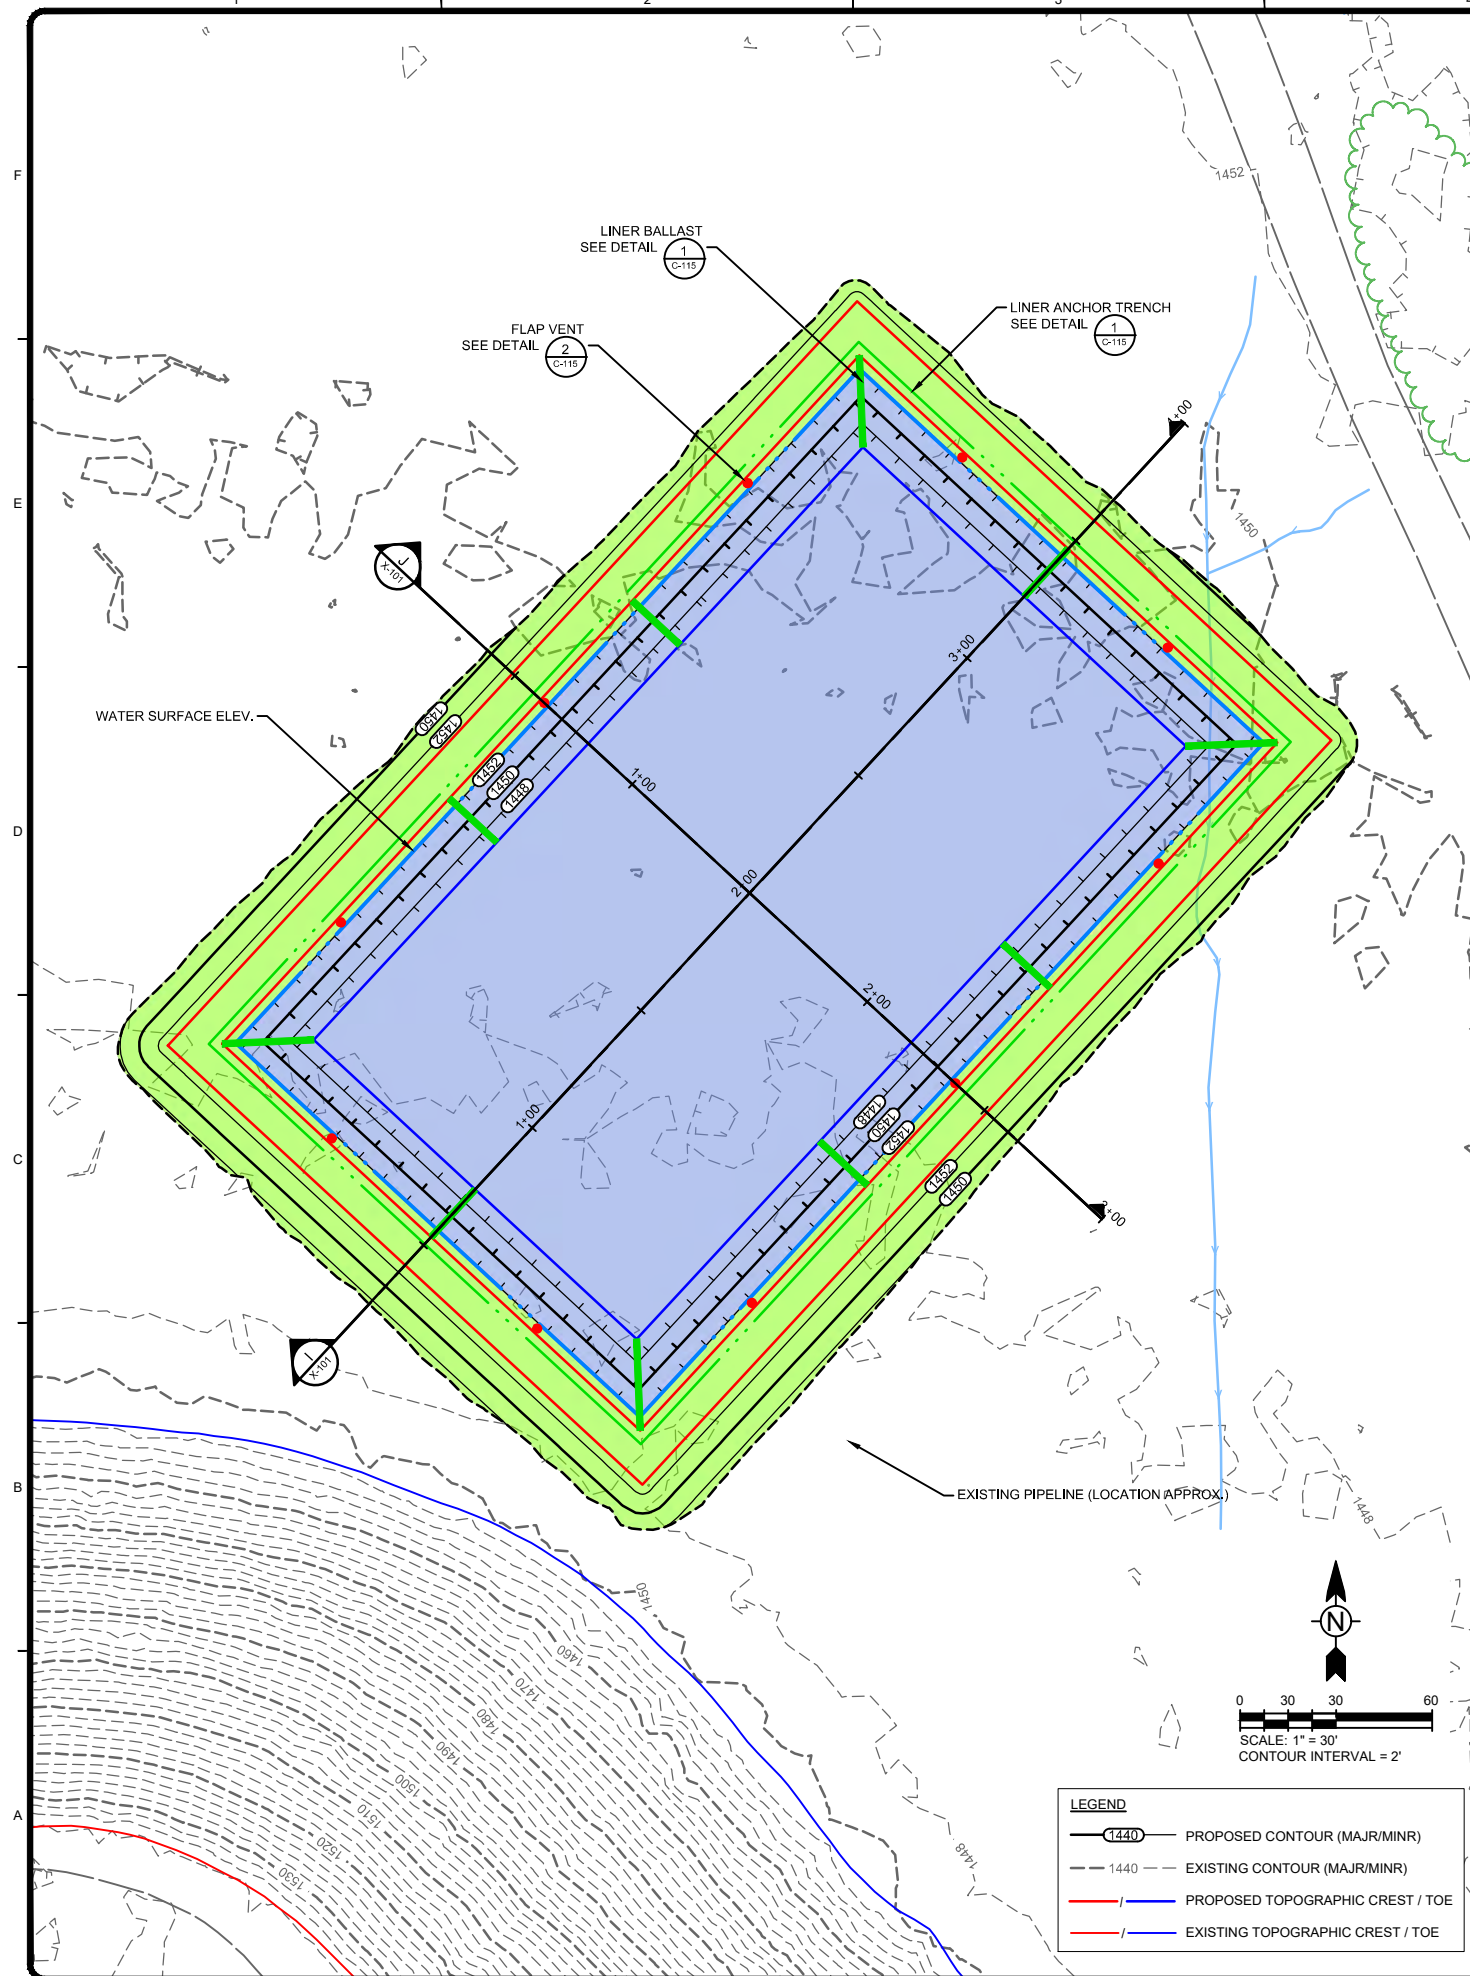 1
2
3
F
E
D
C
B
A
1452
LINER BALLAST
SEE DETAIL
1
C-115
LINER ANCHOR TRENCH
SEE DETAIL
1
C-115
FLAP VENT
SEE DETAIL
2
C-115
4+00
1450
J
X-101
3+00
1450
1452
WATER SURFACE ELEV.
1452
1450
1448
1+00
2+00
2+00
1+00
1448
1450
1452
1452
1450
3+00
I
X-101
EXISTING PIPELINE (LOCATION APPROX.)
1448
1450
1460
1470
1480
1490
1500
1510
1520
1530
1448
N
0 30 30 60
SCALE: 1" = 30'
CONTOUR INTERVAL = 2'
LEGEND
1440 PROPOSED CONTOUR (MAJR/MINR)
1440 EXISTING CONTOUR (MAJR/MINR)
/ PROPOSED TOPOGRAPHIC CREST / TOE
/ EXISTING TOPOGRAPHIC CREST / TOE